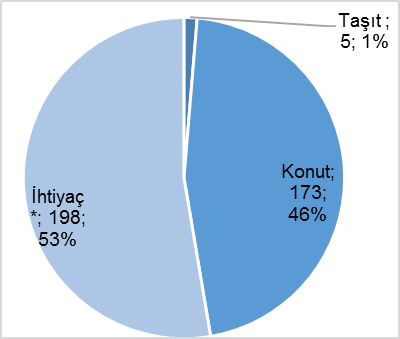 Taşıt ;
5; 1%
Konut;
173;
46%
İhtiyaç
*; 198;
53%